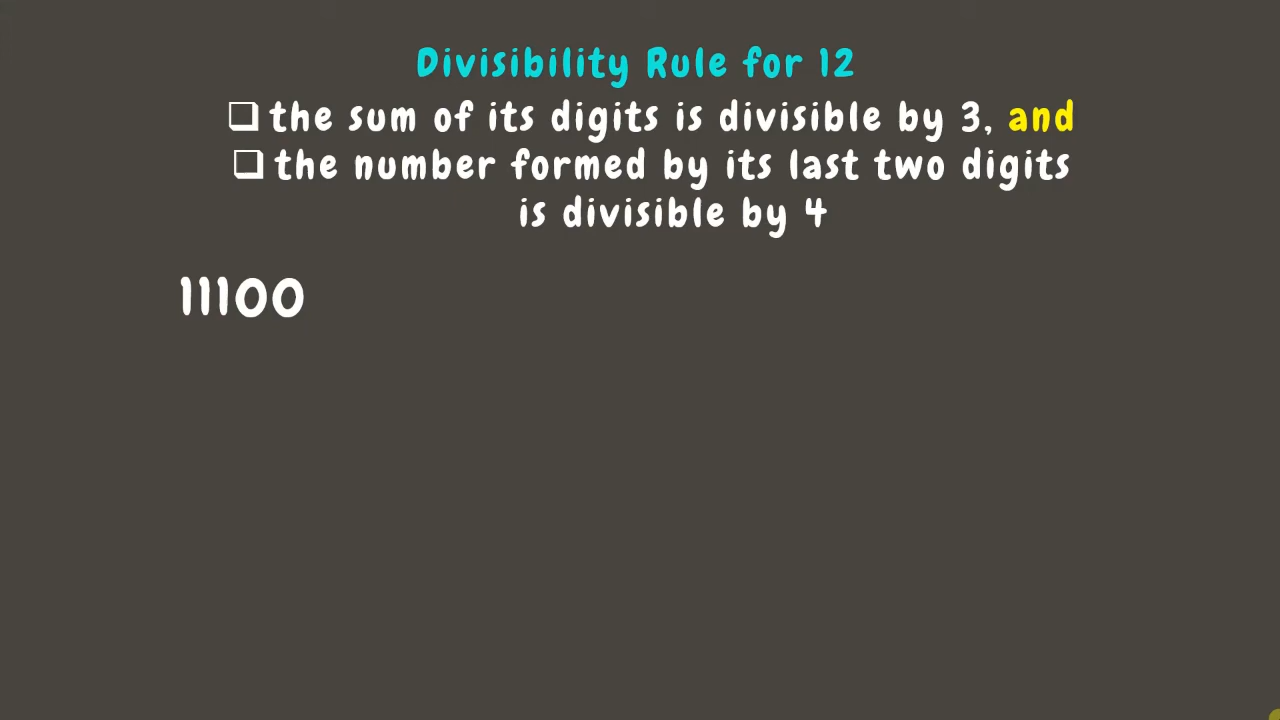 Divisibility Rule for 12
❑ the sum of its digits is divisible by 3, and
❑ the number formed by its last two digits
is divisible by 4
11100